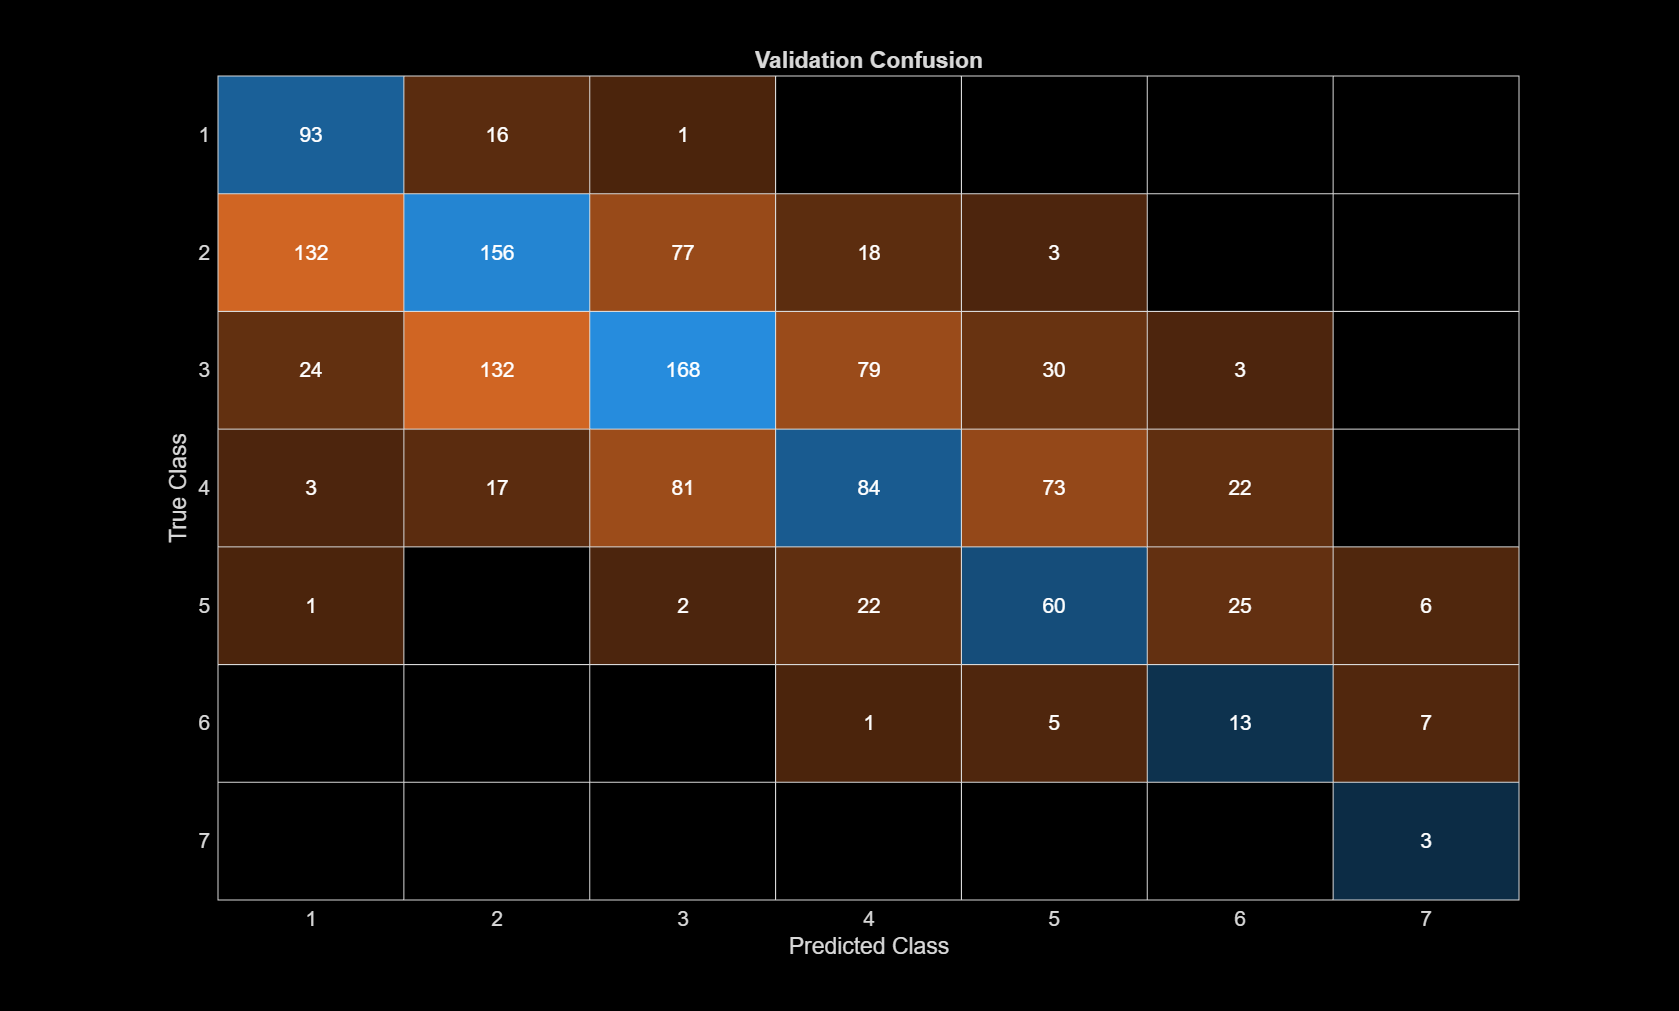 Validation Confusion
1 93 16 1
2 132 156 77 18 3
3 24 132 168 79 30 3
True Class
4 3 17 81 84 73 22
5 1 2 22 60 25 6
6 1 5 13 7
7 3
1 2 3 4 5 6 7
Predicted Class